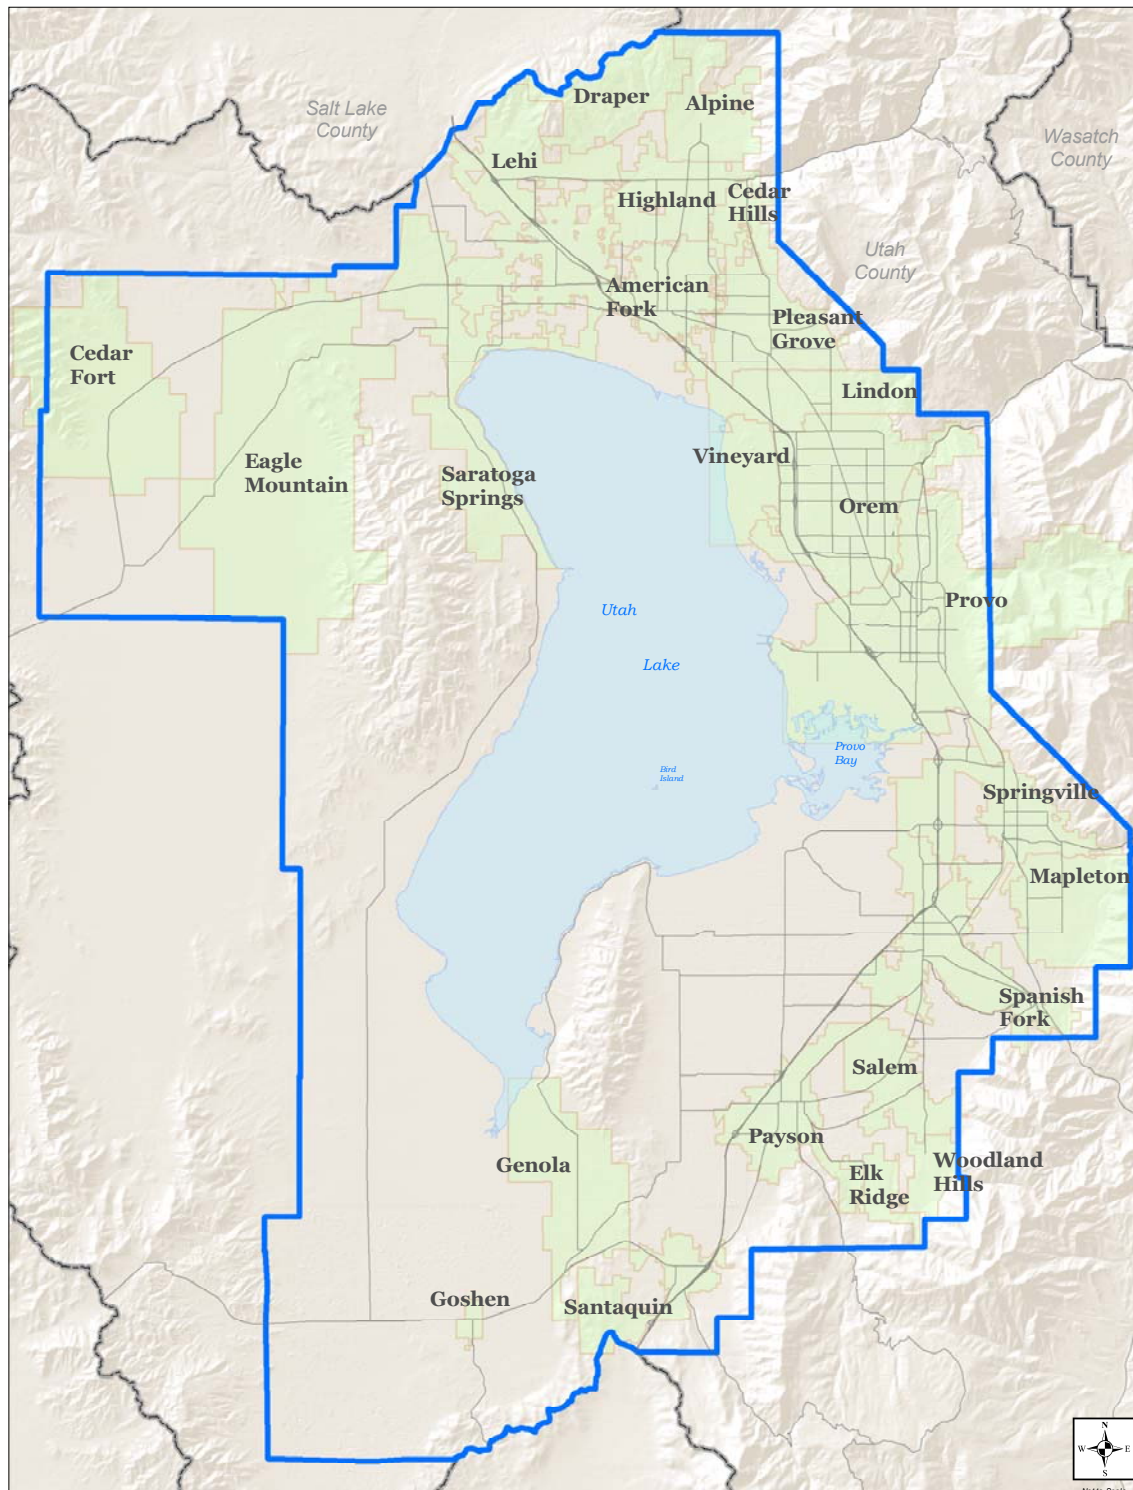 Draper
Alpine
Salt Lake
County
Wasatch
County
Lehi
Highland
Cedar
Hills
Utah
County
American
Fork
Pleasant
Grove
Cedar
Fort
Lindon
Eagle
Mountain
Saratoga
Springs
Vineyard
Orem
Utah
Lake
Provo
Provo
Bay
Bird
Island
Springville
Mapleton
Spanish
Fork
Salem
Payson
Woodland
Hills
Elk
Ridge
Genola
Goshen
Santaquin
N
W
E
S